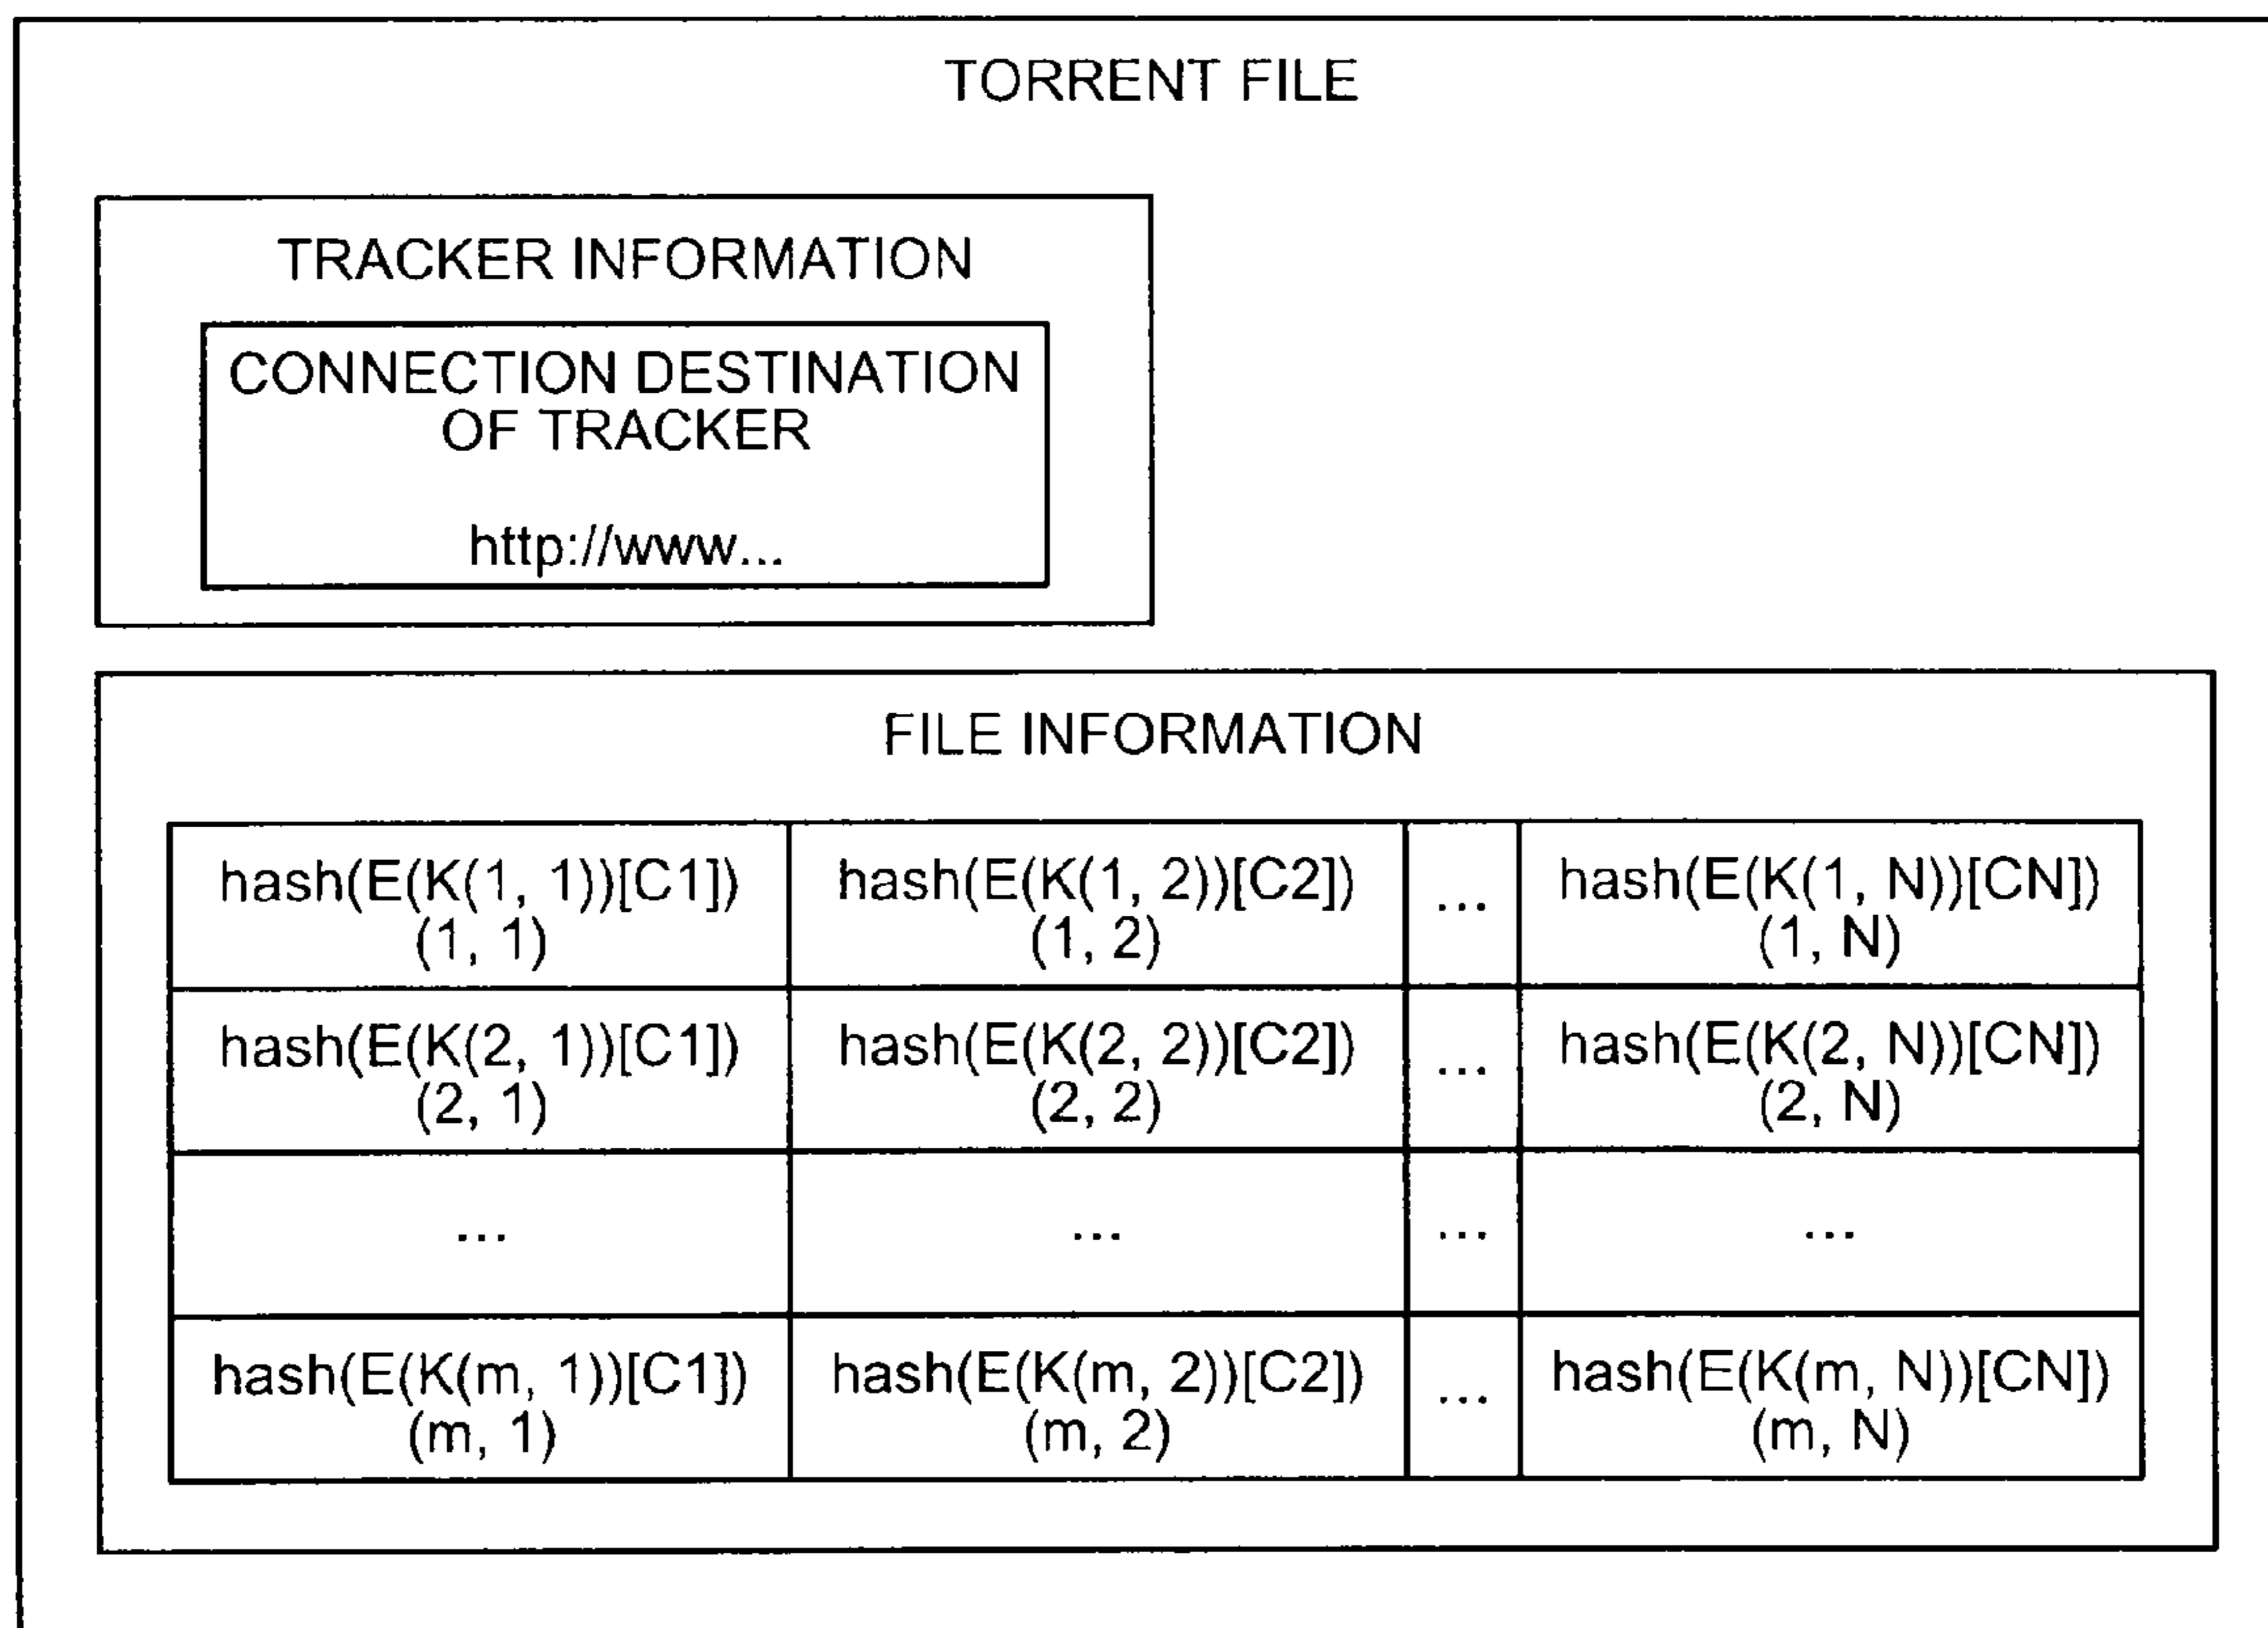 TORRENT FILE
TRACKER INFORMATION
CONNECTION DESTINATION
OF TRACKER
http://www...
FILE INFORMATION
hash(E(K(1, 1))[C1]) hash(E(K(1, 2))[C2]) ... hash(E(K(1, N))[CN])
(1, 1) (1, 2) (1, N)
hash(E(K(2, 1))[C1]) hash(E(K(2, 2))[C2]) ... hash(E(K(2, N))[CN])
(2, 1) (2, 2) (2, N)
... ... ... ...
hash(E(K(m, 1))[C1]) hash(E(K(m, 2))[C2]) ... hash(E(K(m, N))[CN])
(m, 1) (m, 2) (m, N)